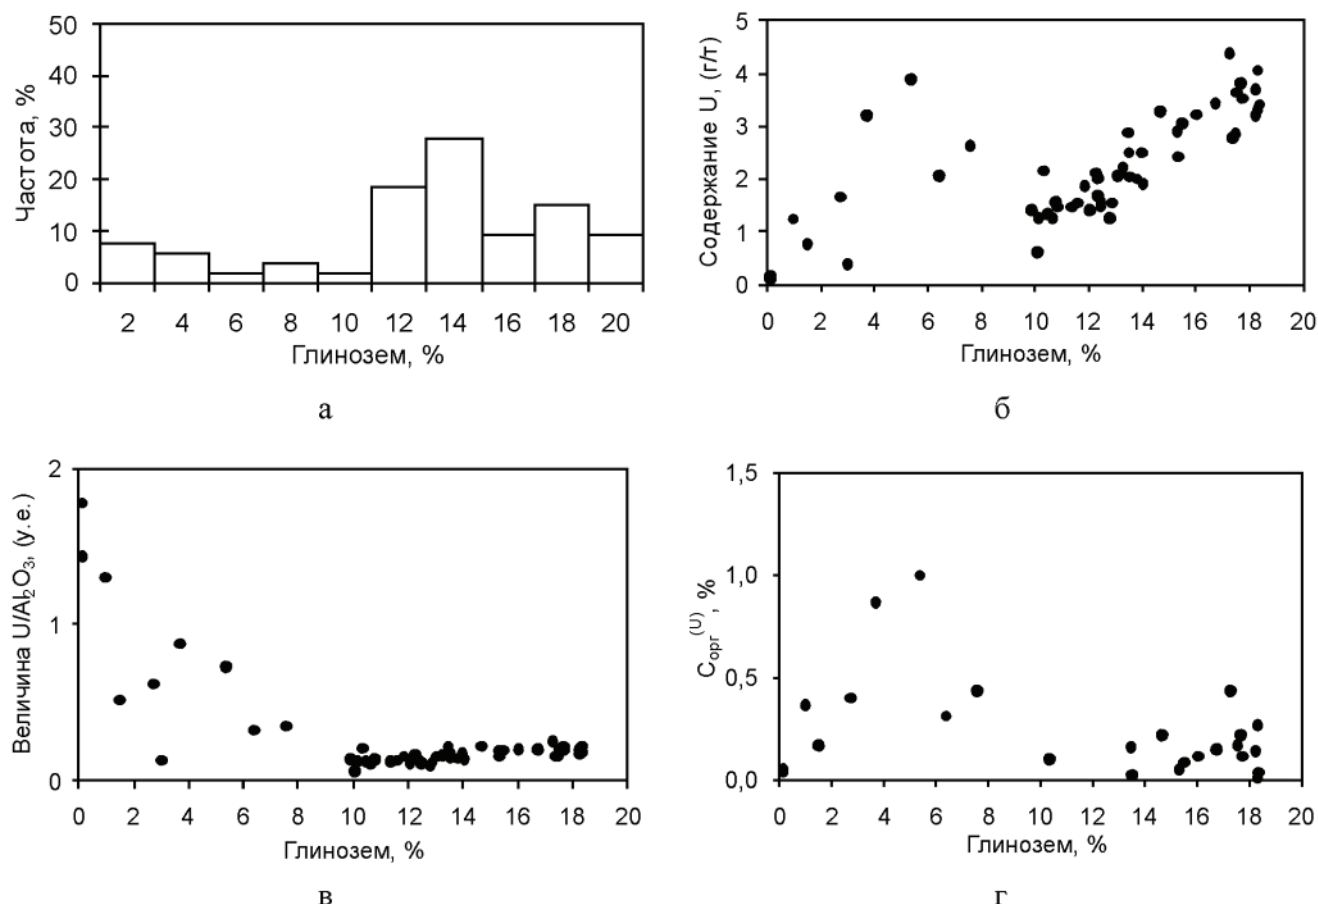 50
40
30
20
10
0
Частота, %
2 4 6 8 10 12 14 16 18 20
Глинозем, %
а
5
4
3
2
1
0
Содержание U, (г/т)
0 2 4 6 8 10 12 14 16 18 20
Глинозем, %
б
2
1
0
Величина U/Al₂O₃, (у.е.)
0 2 4 6 8 10 12 14 16 18 20
Глинозем, %
в
1,5
1,0
0,5
0,0
Cорг⁽ᵁ⁾, %
0 2 4 6 8 10 12 14 16 18 20
Глинозем, %
г